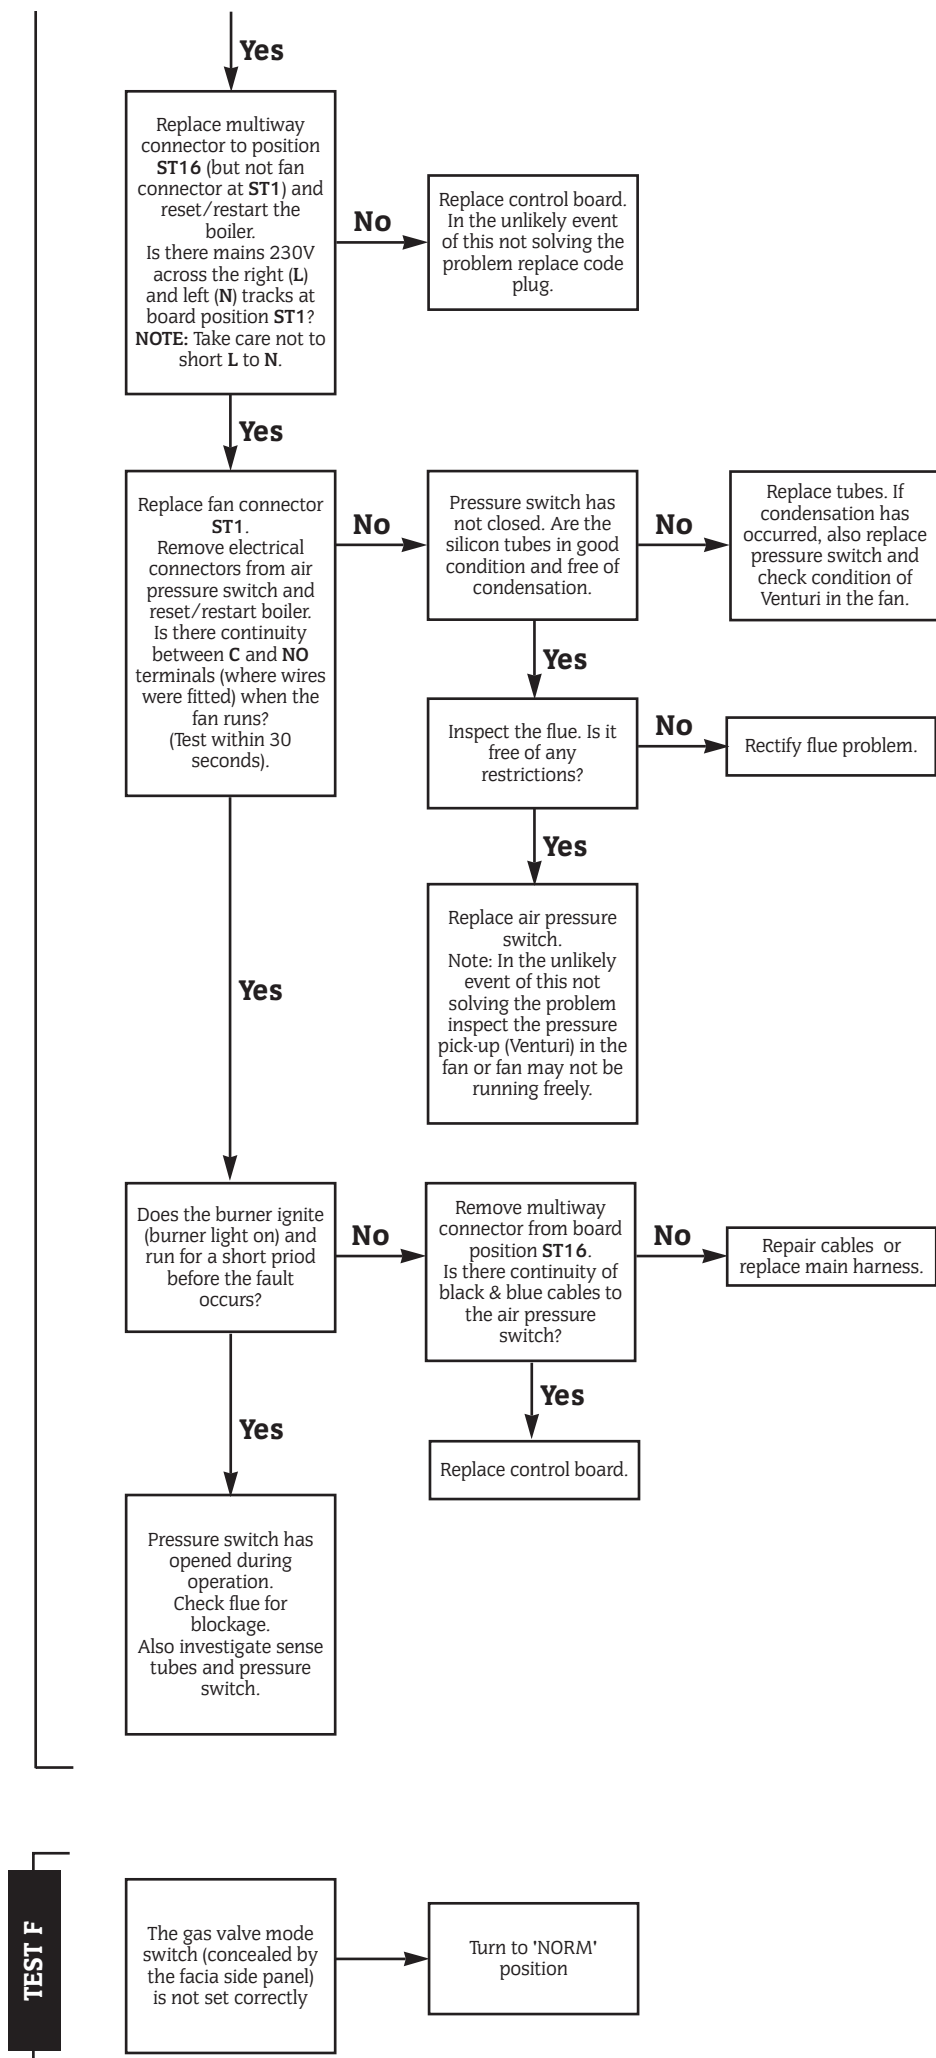 Yes
Replace multiway
connector to position
ST16 (but not fan
connector at ST1) and
reset/restart the
boiler.
Is there mains 230V
across the right (L)
and left (N) tracks at
board position ST1?
NOTE: Take care not to
short L to N.
No
Replace control board.
In the unlikely event
of this not solving the
problem replace code
plug.
Yes
Replace fan connector
ST1.
Remove electrical
connectors from air
pressure switch and
reset/restart boiler.
Is there continuity
between C and NO
terminals (where wires
were fitted) when the
fan runs?
(Test within 30
seconds).
No
Pressure switch has
not closed. Are the
silicon tubes in good
condition and free of
condensation.
No
Replace tubes. If
condensation has
occurred, also replace
pressure switch and
check condition of
Venturi in the fan.
Yes
Inspect the flue. Is it
free of any
restrictions?
No
Rectify flue problem.
Yes
Replace air pressure
switch.
Note: In the unlikely
event of this not
solving the problem
inspect the pressure
pick-up (Venturi) in the
fan or fan may not be
running freely.
Yes
Does the burner ignite
(burner light on) and
run for a short priod
before the fault
occurs?
No
Remove multiway
connector from board
position ST16.
Is there continuity of
black & blue cables to
the air pressure
switch?
No
Repair cables or
replace main harness.
Yes
Replace control board.
Yes
Pressure switch has
opened during
operation.
Check flue for
blockage.
Also investigate sense
tubes and pressure
switch.
TEST F
The gas valve mode
switch (concealed by
the facia side panel)
is not set correctly
Turn to 'NORM'
position